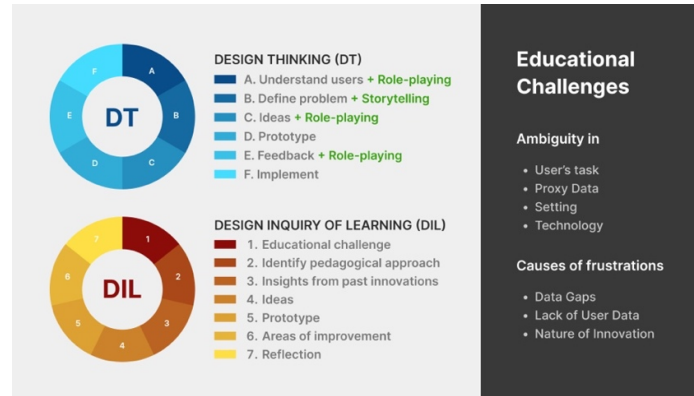 DESIGN THINKING (DT)
A. Understand users + Role-playing
B. Define problem + Storytelling
C. Ideas + Role-playing
D. Prototype
E. Feedback + Role-playing
F. Implement
F
A
E
DT
B
D
C
DESIGN INQUIRY OF LEARNING (DIL)
1. Educational challenge
2. Identify pedagogical approach
3. Insights from past innovations
4. Ideas
5. Prototype
6. Areas of improvement
7. Reflection
7
1
6
DIL
2
5
3
4
Educational
Challenges
Ambiguity in
• User's task
• Proxy Data
• Setting
• Technology
Causes of frustrations
• Data Gaps
• Lack of User Data
• Nature of Innovation